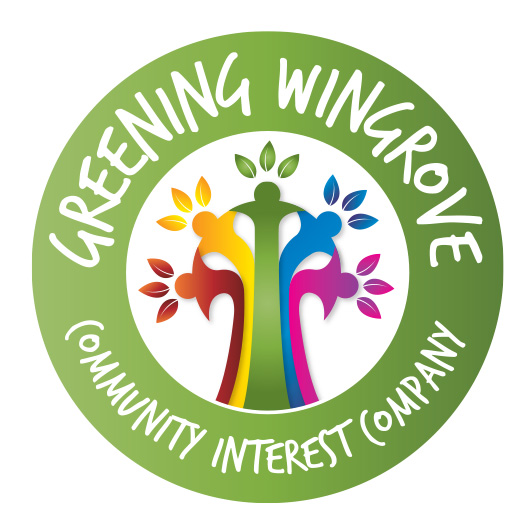 GREENING WINGROVE
COMMUNITY INTEREST COMPANY